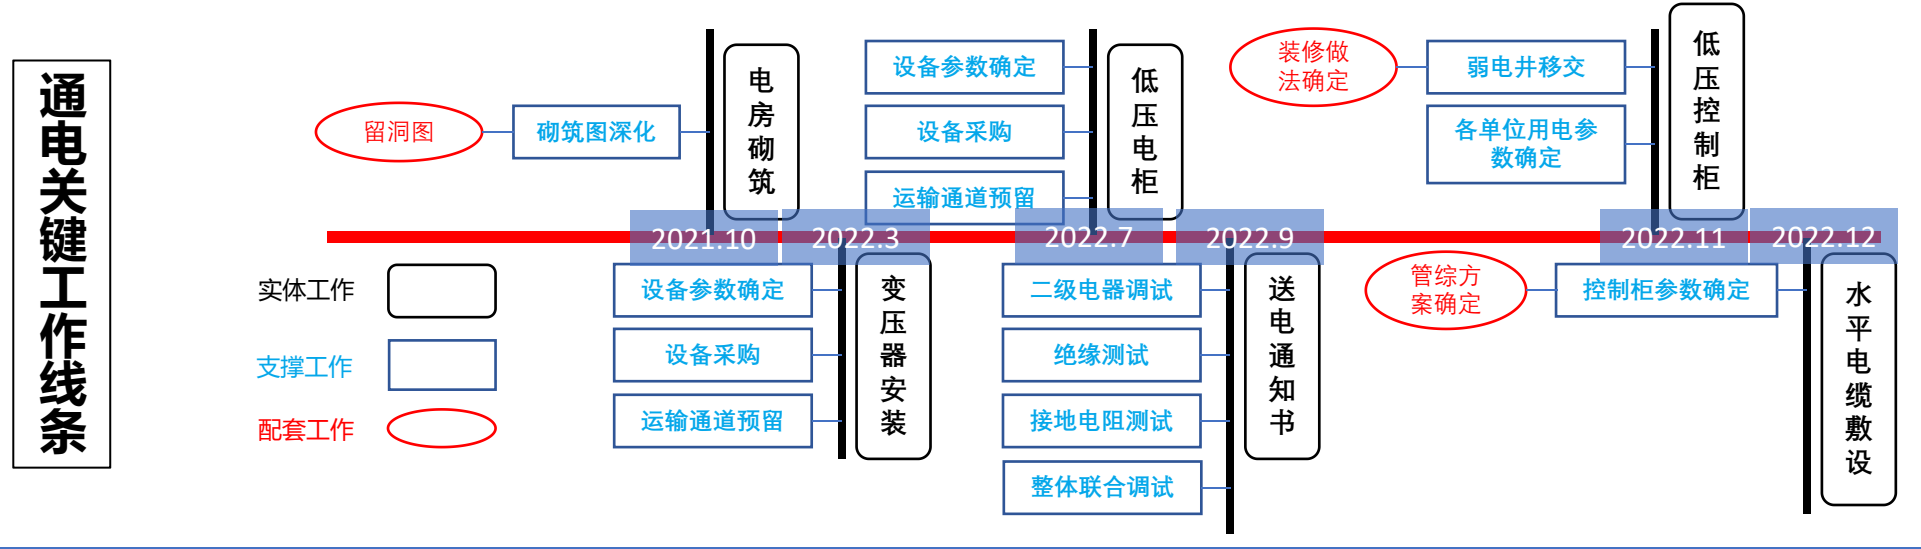 通电关键工作线条
留洞图
砌筑图深化
电房砌筑
设备参数确定
设备采购
运输通道预留
低压电柜
装修做
法确定
弱电井移交
各单位用电参
数确定
低压控制柜
2021.10
2022.3
2022.7
2022.9
2022.11
2022.12
实体工作
支撑工作
配套工作
设备参数确定
设备采购
运输通道预留
变压器安装
二级电器调试
绝缘测试
接地电阻测试
整体联合调试
送电通知书
管综方
案确定
控制柜参数确定
水平电缆敷设